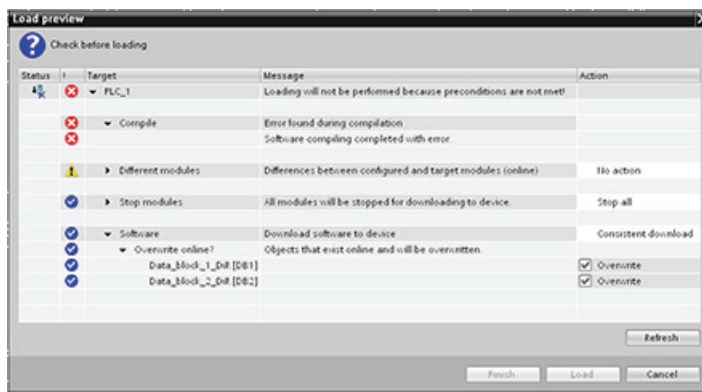 Load preview
Check before loading
Status ! Target Message Action
PLC_1 Loading will not be performed because preconditions are not met!
Compile Error found during compilation
Software compiling completed with error.
Different modules Differences between configured and target modules (online) No action
Stop modules All modules will be stopped for downloading to device. Stop all
Software Download software to device Consistent download
Overwrite online? Objects that exist online and will be overwritten.
Data_block_1_Dif.[DB1] Overwrite
Data_block_2_Dif.[DB2] Overwrite
Refresh
Finish Load Cancel